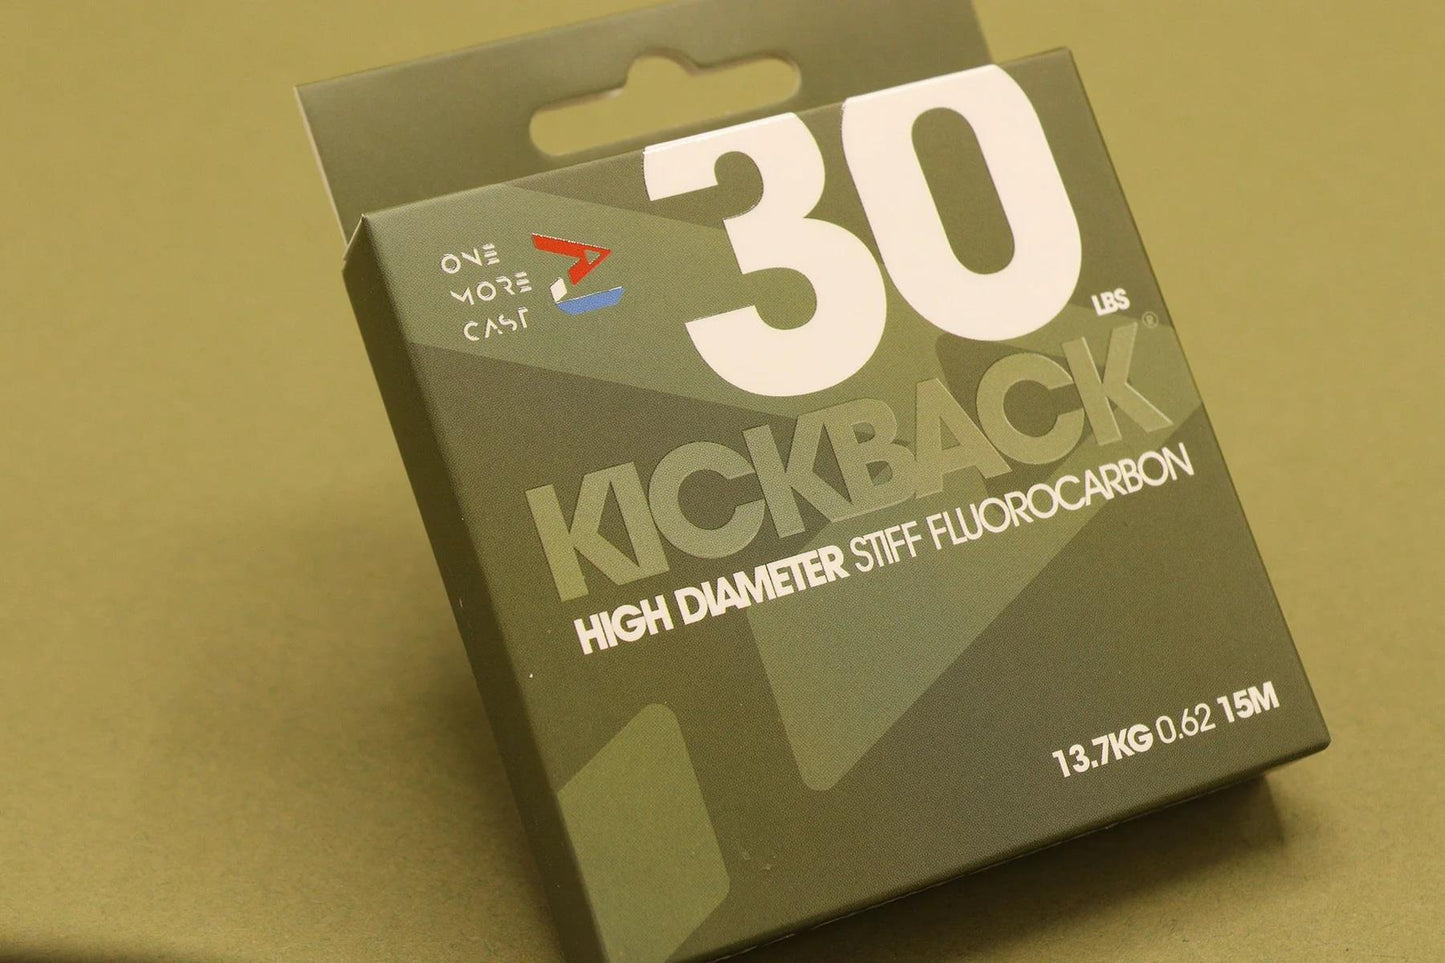 ONE
MORE
CAST
30
LBS
KICKBACK®
HIGH DIAMETER STIFF FLUOROCARBON
13.7KG 0.62 15M